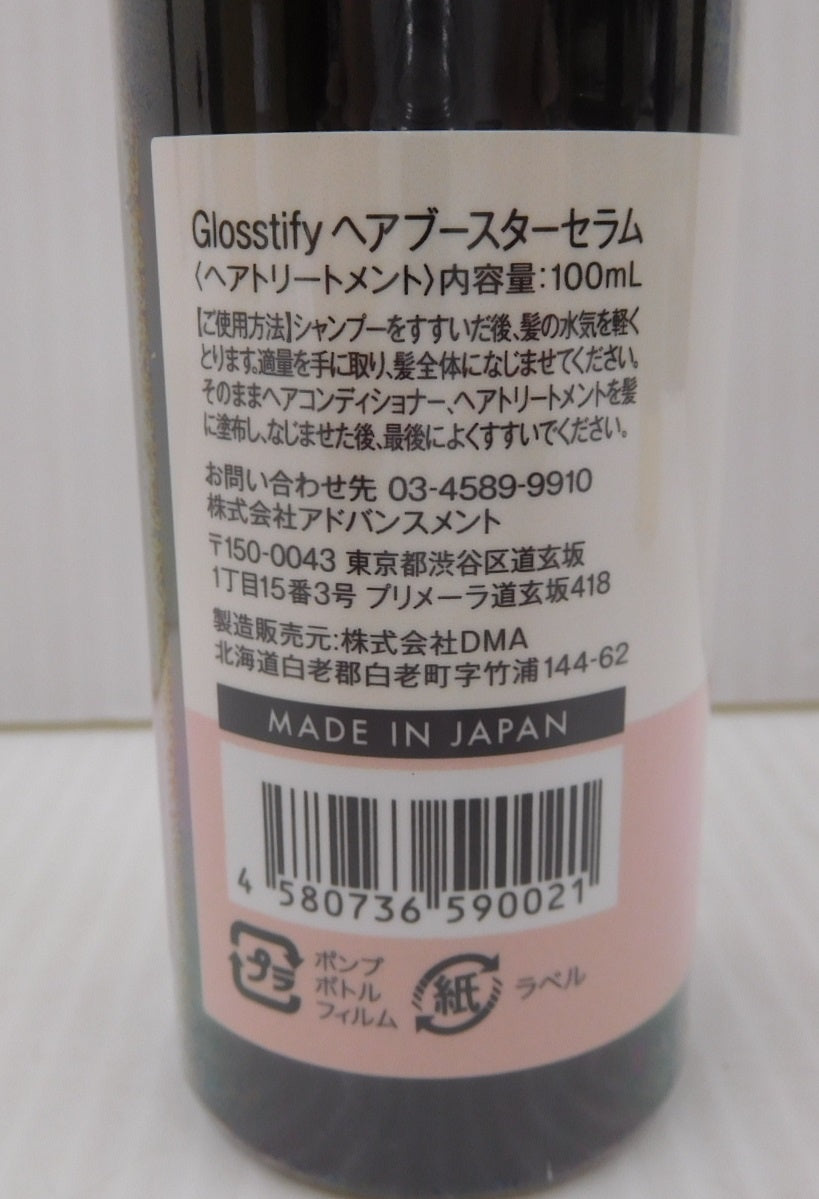 Glosstify ヘアブースターセラム
〈ヘアトリートメント〉内容量:100mL
【ご使用方法】シャンプーをすすいだ後、髪の水気を軽く
とります。適量を手に取り、髪全体になじませてください。
そのままヘアコンディショナー、ヘアトリートメントを髪
に塗布し、なじませた後、最後によくすすいでください。
お問い合わせ先 03-4589-9910
株式会社アドバンスメント
〒150-0043 東京都渋谷区道玄坂
1丁目15番3号 プリメーラ道玄坂418
製造販売元:株式会社DMA
北海道白老郡白老町字竹浦144-62
MADE IN JAPAN
4 580736 590021
プラ
ポンプ
ボトル
フィルム
紙
ラベル